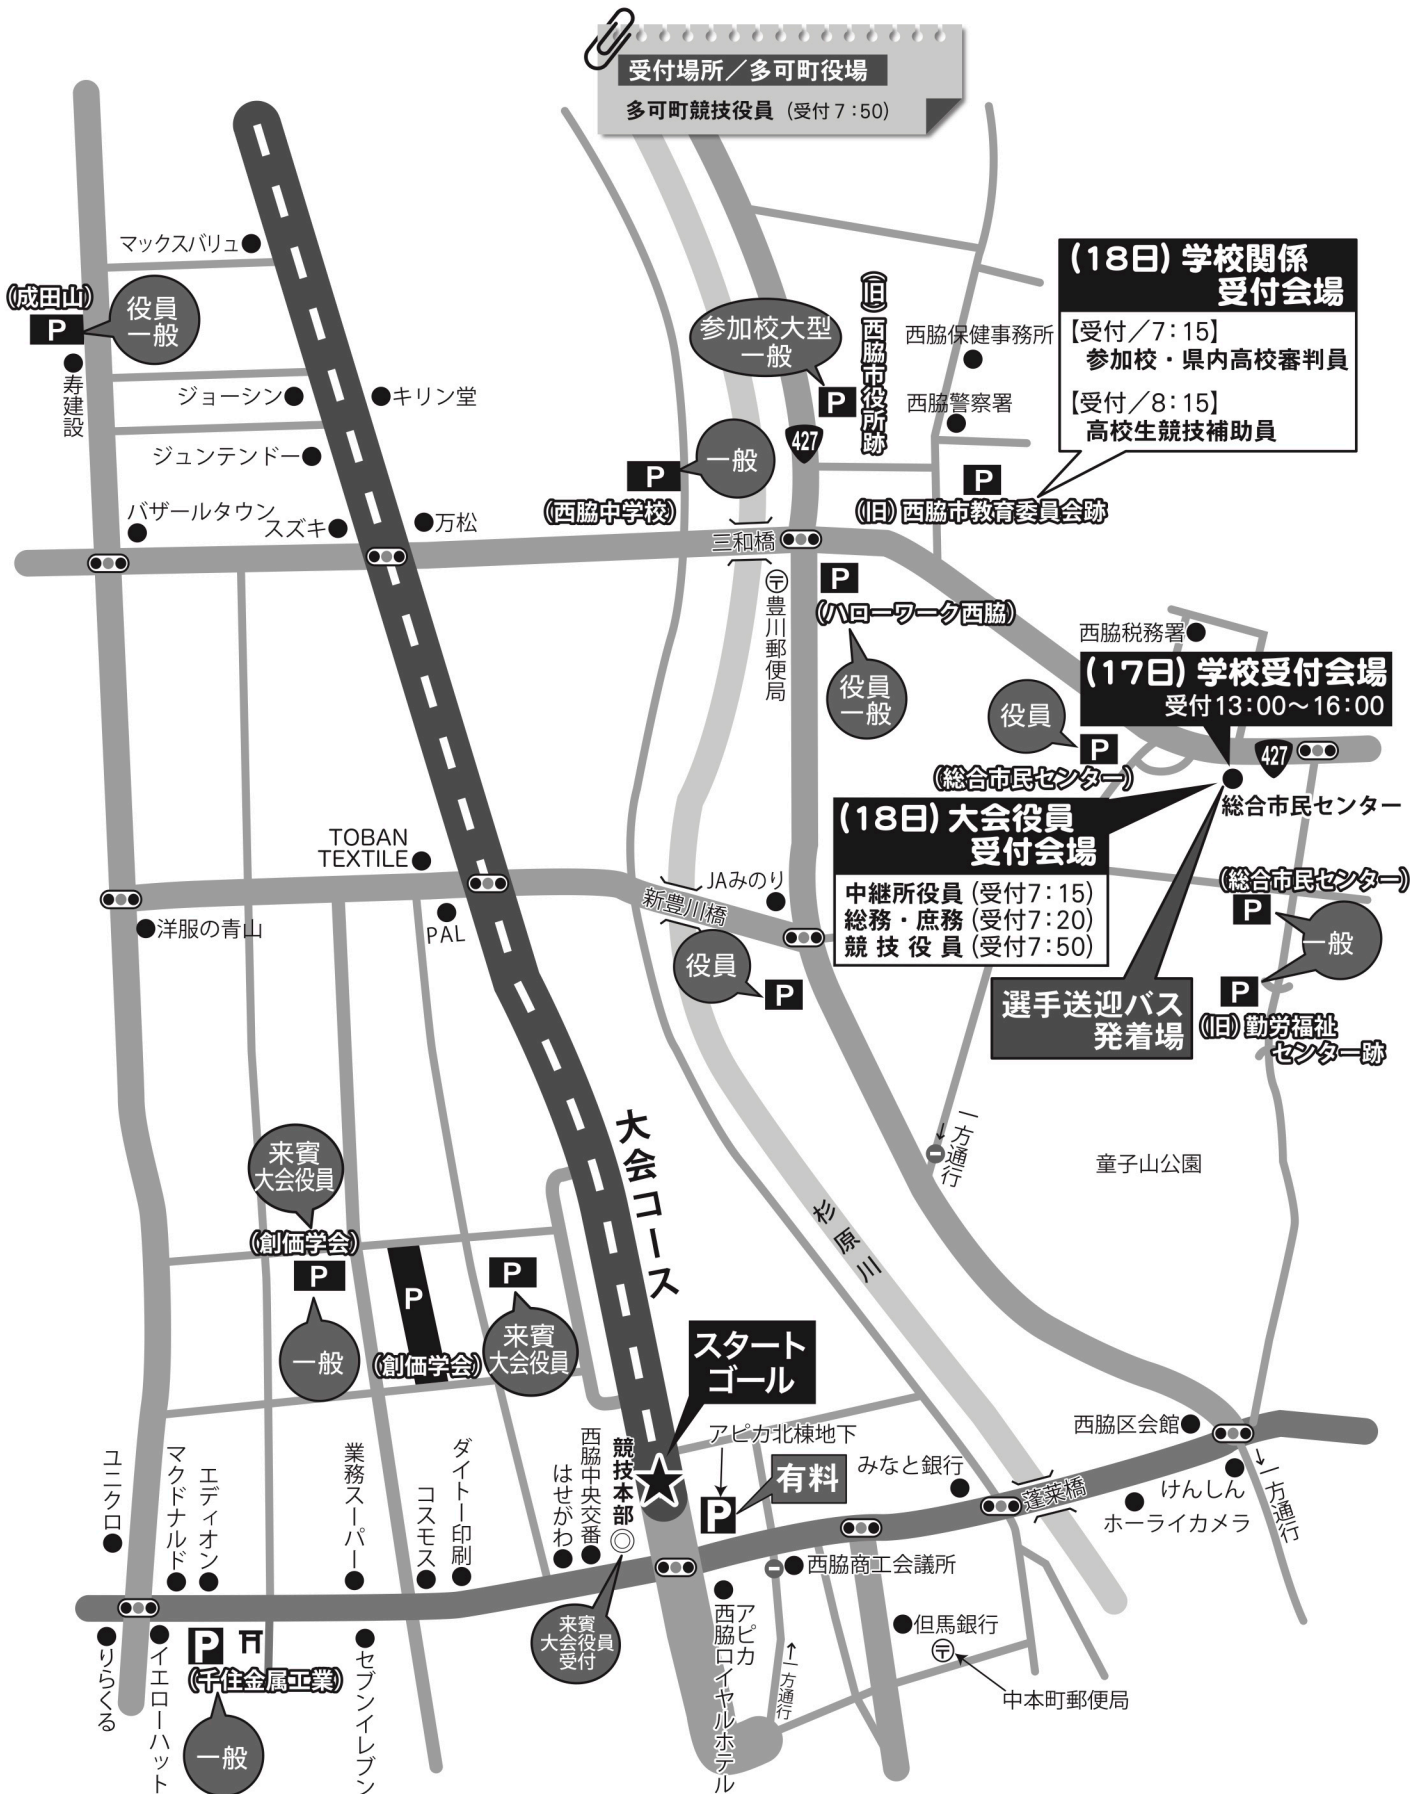 受付場所／多可町役場
多可町競技役員（受付7:50）
マックスバリュ
(成田山)
P
役員
一般
寿建設
ジョーシン
キリン堂
ジュンテンドー
バザールタウン
スズキ
万松
参加校大型
一般
P
(旧)西脇市役所跡
427
一般
P
(西脇中学校)
西脇保健事務所
西脇警察署
P
(旧)西脇市教育委員会跡
(18日)学校関係
受付会場
【受付／7:15】
参加校・県内高校審判員
【受付／8:15】
高校生競技補助員
三和橋
〒豊川郵便局
P
(ハローワーク西脇)
役員
一般
西脇税務署
(17日)学校受付会場
受付13:00〜16:00
役員
P
(総合市民センター)
427
総合市民センター
(18日)大会役員
受付会場
中継所役員(受付7:15)
総務・庶務(受付7:20)
競技役員(受付7:50)
TOBAN
TEXTILE
洋服の青山
PAL
新豊川橋
JAみのり
役員
P
(総合市民センター)
P
一般
P
(旧)勤労福祉
センター跡
選手送迎バス
発着場
←一方通行
童子山公園
大会コース
杉原川
来賓
大会役員
(創価学会)
P
一般
P
(創価学会)
P
来賓
大会役員
スタート
ゴール
アピカ北棟地下
P
有料
みなと銀行
蓬莱橋
西脇区会館
けんしん
ホーライカメラ
→一方通行
ユニクロ
マクドナルド
エディオン
業務スーパー
コスモス
ダイトー印刷
はせがわ
西脇中央交番
競技本部◎
来賓
大会役員
受付
西脇商工会議所
但馬銀行
〒
中本町郵便局
アピカ
西脇ロイヤルホテル
→一方通行
りらくる
イエローハット
P
(千住金属工業)
一般
セブンイレブン